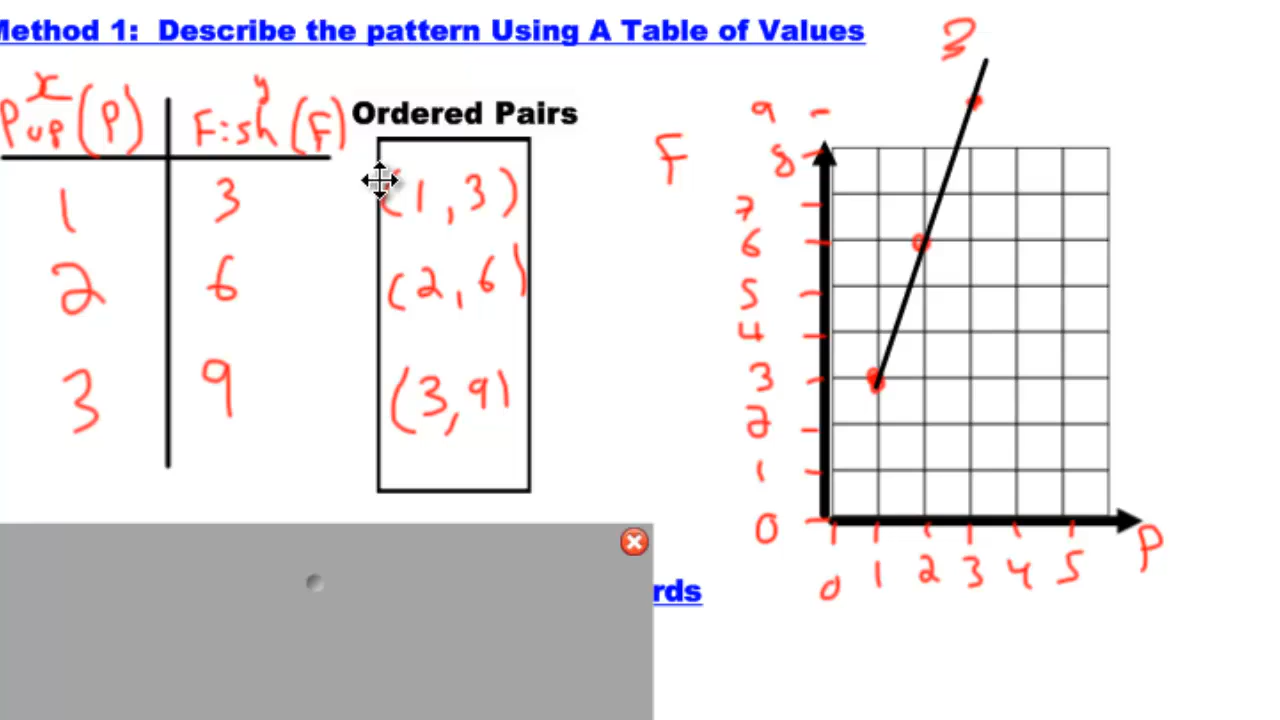 Method 1: Describe the pattern Using A Table of Values
x y
Pup (P) Fish (F)
Ordered Pairs
1 3 (1,3)
2 6 (2,6)
3 9 (3,9)
F
9
8
7
6
5
4
3
2
1
0
0 1 2 3 4 5
P
rds